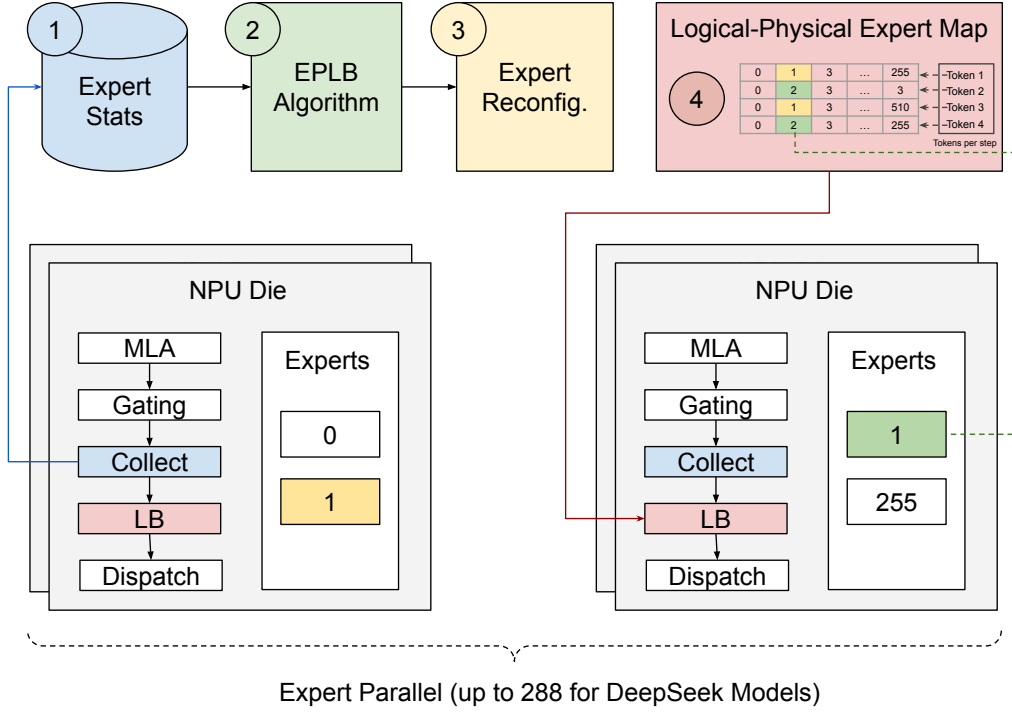 1
Expert
Stats
2
EPLB
Algorithm
3
Expert
Reconfig.
Logical-Physical Expert Map
4
0 1 3 ... 255 Token 1
0 2 3 ... 3 Token 2
0 1 3 ... 510 Token 3
0 2 3 ... 255 Token 4
Tokens per step
NPU Die
MLA
Gating
Collect
LB
Dispatch
Experts
0
1
NPU Die
MLA
Gating
Collect
LB
Dispatch
Experts
1
255
Expert Parallel (up to 288 for DeepSeek Models)